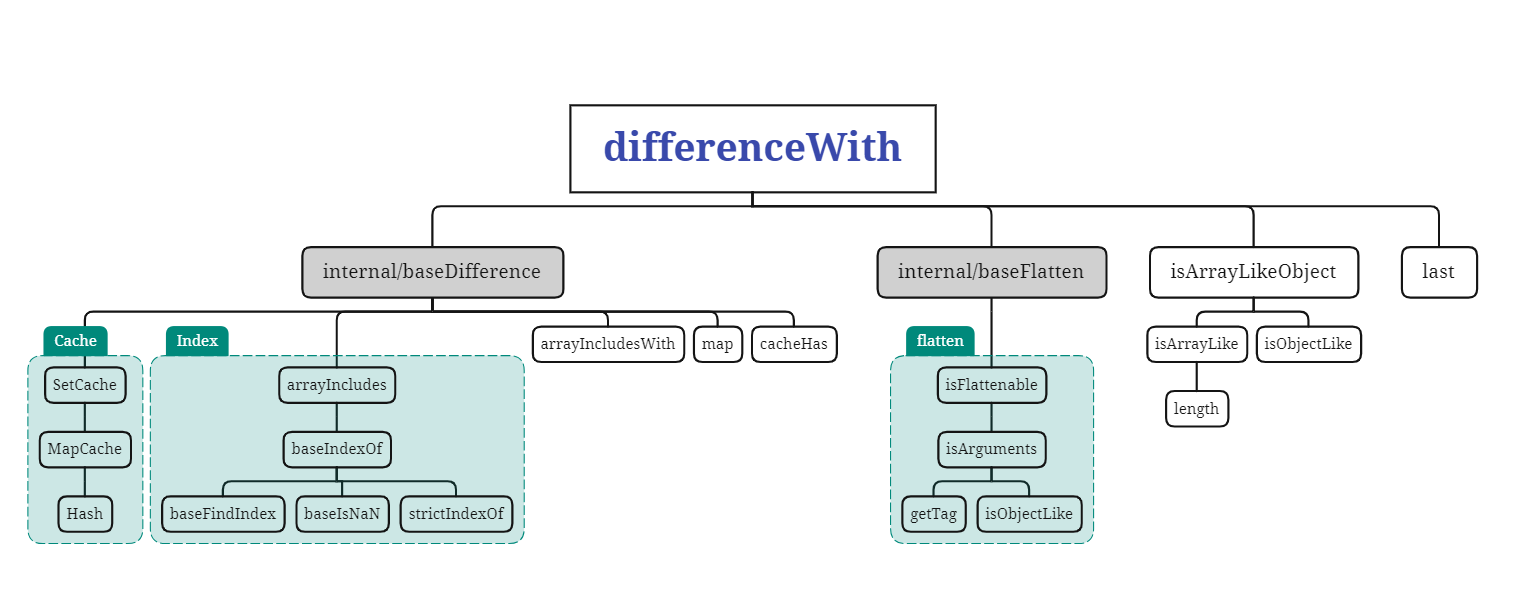 differenceWith
internal/baseDifference
internal/baseFlatten
isArrayLikeObject
last
Cache
Index
arrayIncludesWith
map
cacheHas
flatten
isArrayLike
isObjectLike
SetCache
arrayIncludes
isFlattenable
length
MapCache
baseIndexOf
isArguments
Hash
baseFindIndex
baseIsNaN
strictIndexOf
getTag
isObjectLike